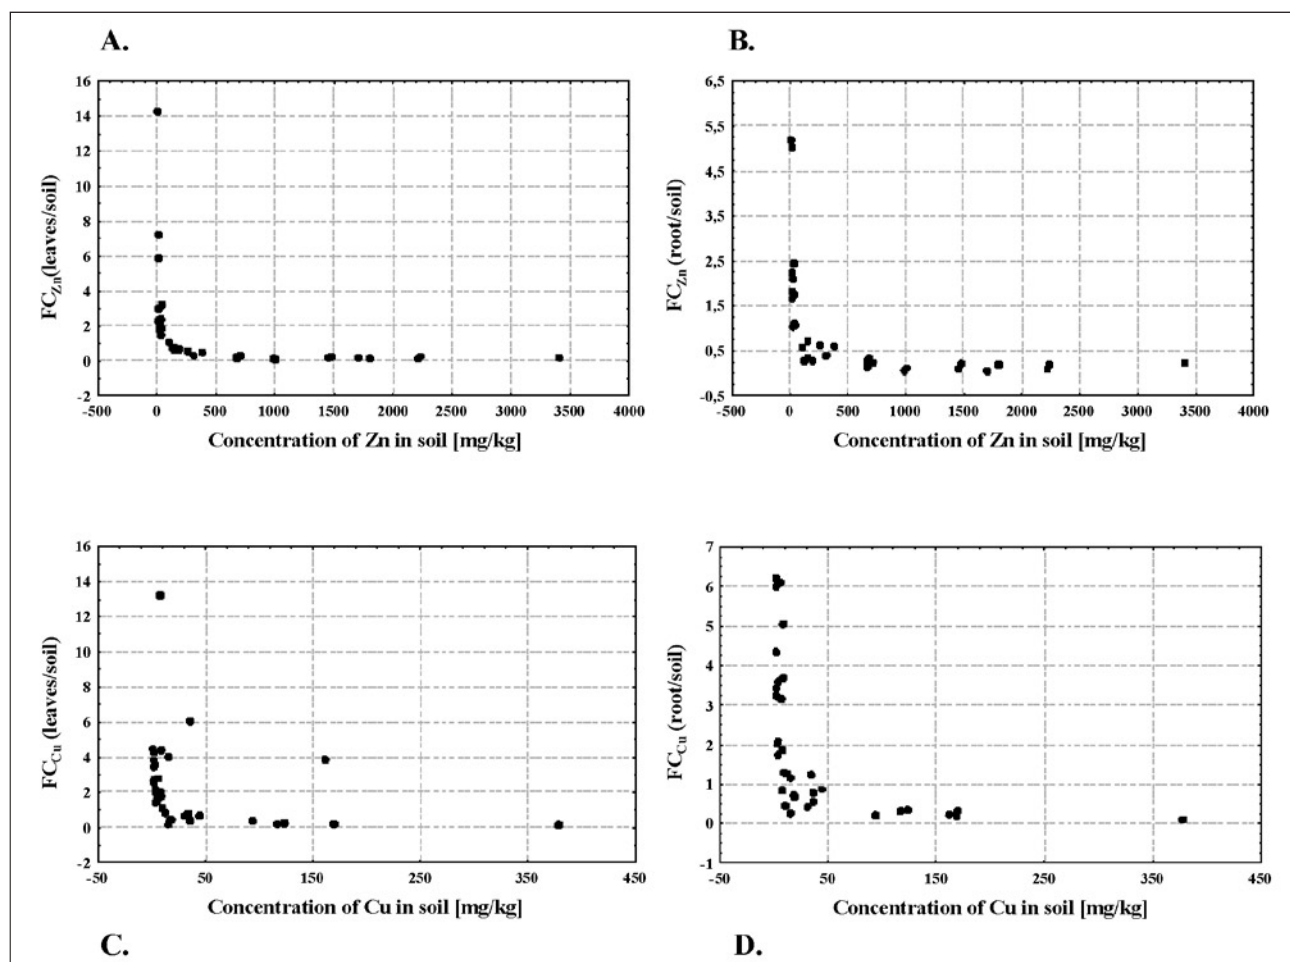 A.
B.
16
14
12
10
8
6
4
2
0
-2
FC_Zn(leaves/soil)
-500 0 500 1000 1500 2000 2500 3000 3500 4000
Concentration of Zn in soil [mg/kg]
6,5
5,5
4,5
3,5
2,5
1,5
0,5
-0,5
FC_Zn (root/soil)
-500 0 500 1000 1500 2000 2500 3000 3500 4000
Concentration of Zn in soil [mg/kg]
16
14
12
10
8
6
4
2
0
-2
FC_Cu (leaves/soil)
-50 50 150 250 350 450
Concentration of Cu in soil [mg/kg]
C.
7
6
5
4
3
2
1
0
-1
FC_Cu (root/soil)
-50 50 150 250 350 450
Concentration of Cu in soil [mg/kg]
D.